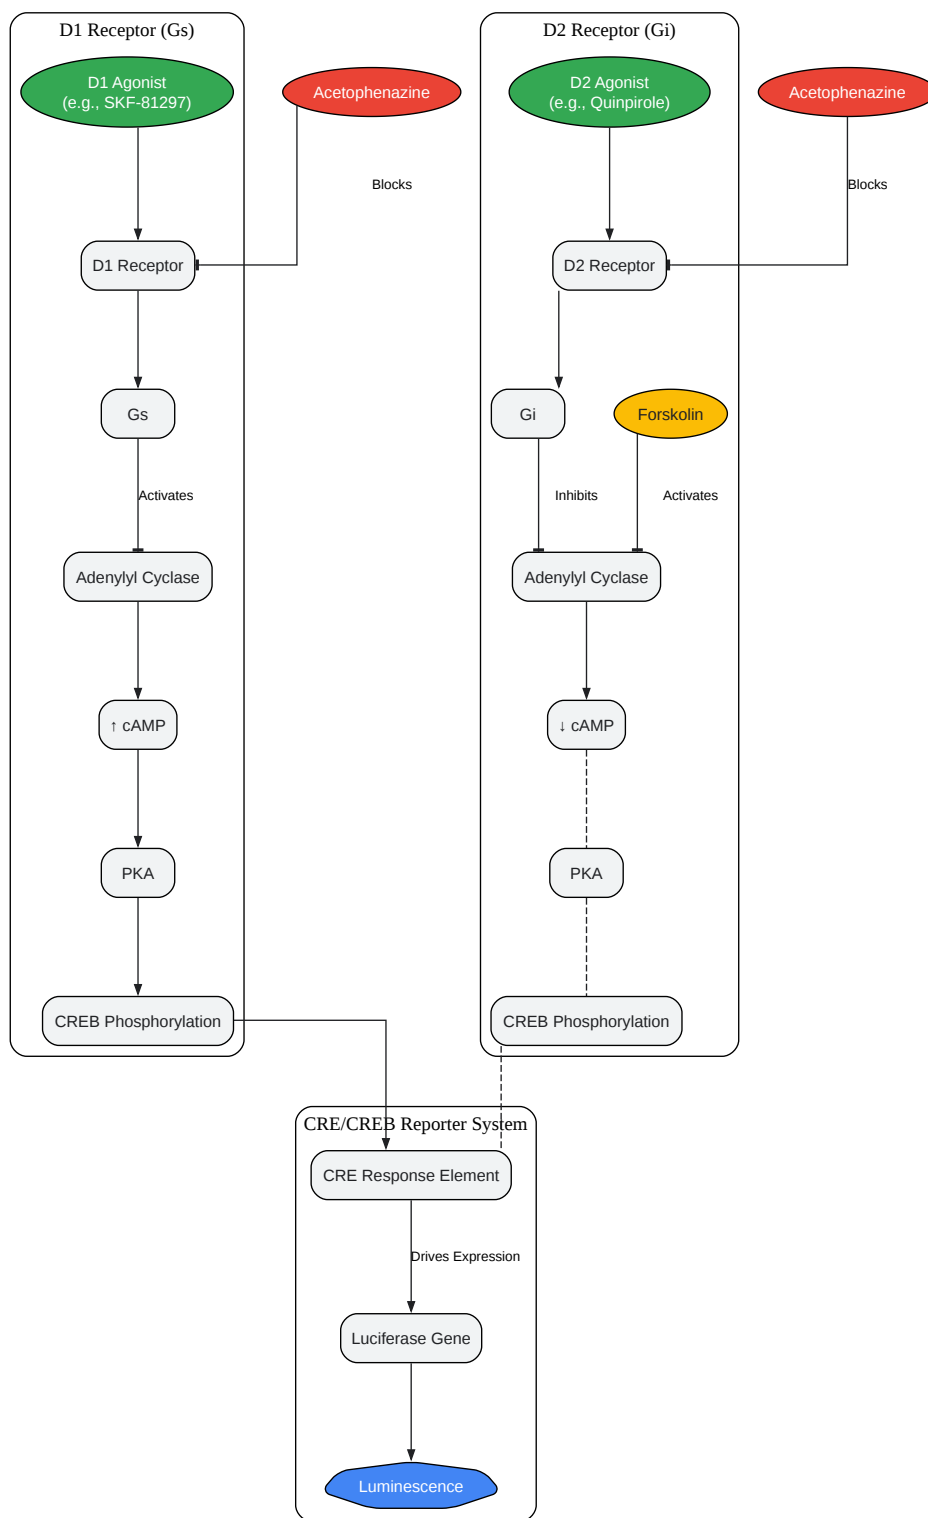 D1 Receptor (Gs)
D1 Agonist
(e.g., SKF-81297)
Acetophenazine
Blocks
D1 Receptor
Gs
Activates
Adenylyl Cyclase
↑ cAMP
PKA
CREB Phosphorylation
D2 Receptor (Gi)
D2 Agonist
(e.g., Quinpirole)
Acetophenazine
Blocks
D2 Receptor
Gi
Forskolin
Inhibits
Activates
Adenylyl Cyclase
↓ cAMP
PKA
CREB Phosphorylation
CRE/CREB Reporter System
CRE Response Element
Drives Expression
Luciferase Gene
Luminescence